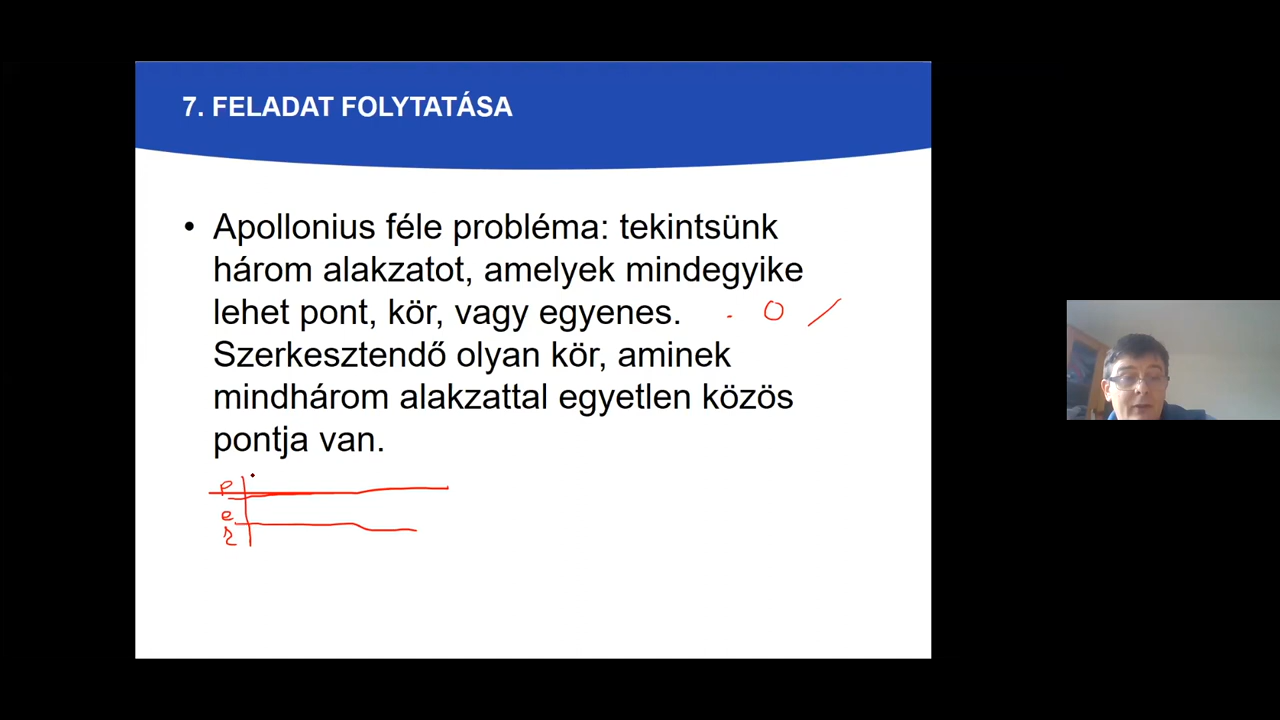 7. FELADAT FOLYTATÁSA
• Apollonius féle probléma: tekintsünk
három alakzatot, amelyek mindegyike
lehet pont, kör, vagy egyenes.
Szerkesztendő olyan kör, aminek
mindhárom alakzattal egyetlen közös
pontja van.
P
e